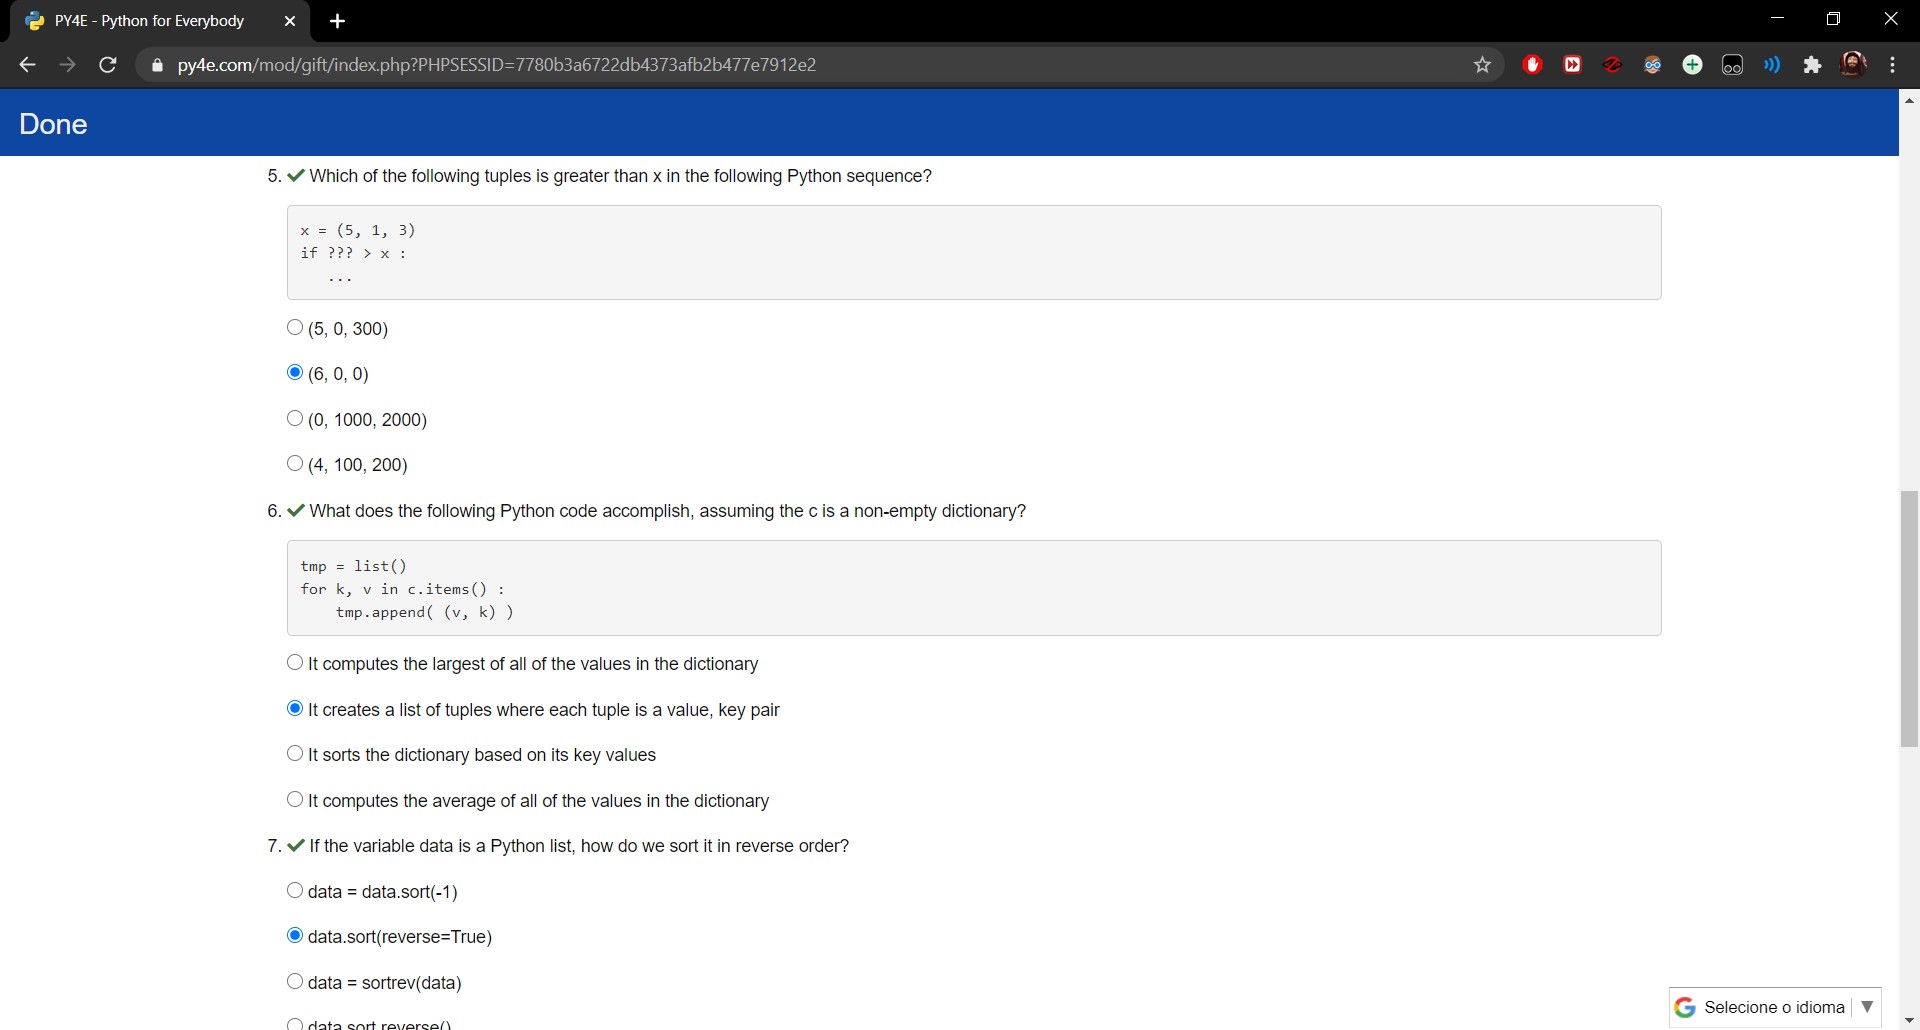 PY4E - Python for Everybody
py4e.com/mod/gift/index.php?PHPSESSID=7780b3a6722db4373afb2b477e7912e2
Done
5. Which of the following tuples is greater than x in the following Python sequence?
x = (5, 1, 3)
if ??? > x :
...
(5, 0, 300)
(6, 0, 0)
(0, 1000, 2000)
(4, 100, 200)
6. What does the following Python code accomplish, assuming the c is a non-empty dictionary?
tmp = list()
for k, v in c.items() :
tmp.append( (v, k) )
It computes the largest of all of the values in the dictionary
It creates a list of tuples where each tuple is a value, key pair
It sorts the dictionary based on its key values
It computes the average of all of the values in the dictionary
7. If the variable data is a Python list, how do we sort it in reverse order?
data = data.sort(-1)
data.sort(reverse=True)
data = sortrev(data)
data.sort.reverse()
Selecione o idioma